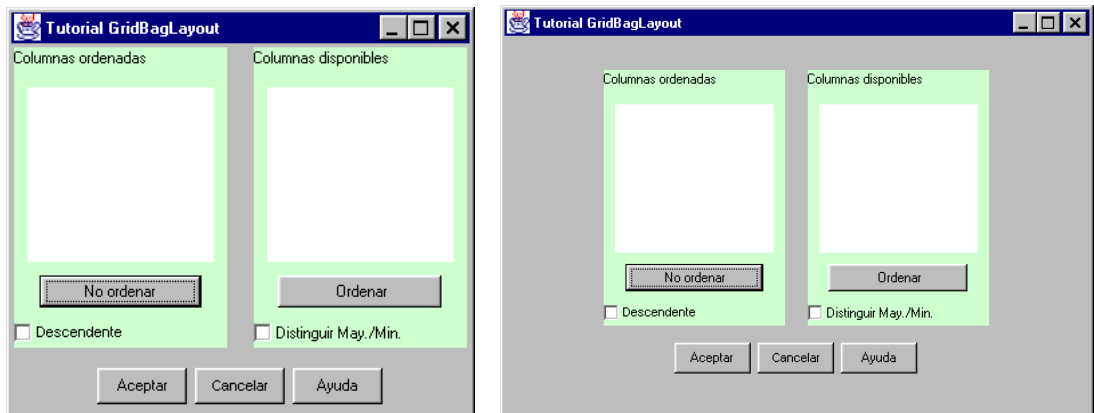 Tutorial GridBagLayout
Columnas ordenadas
Columnas disponibles
No ordenar
Ordenar
Descendente
Distinguir May./Min.
Aceptar
Cancelar
Ayuda
Tutorial GridBagLayout
Columnas ordenadas
Columnas disponibles
No ordenar
Ordenar
Descendente
Distinguir May./Min.
Aceptar
Cancelar
Ayuda